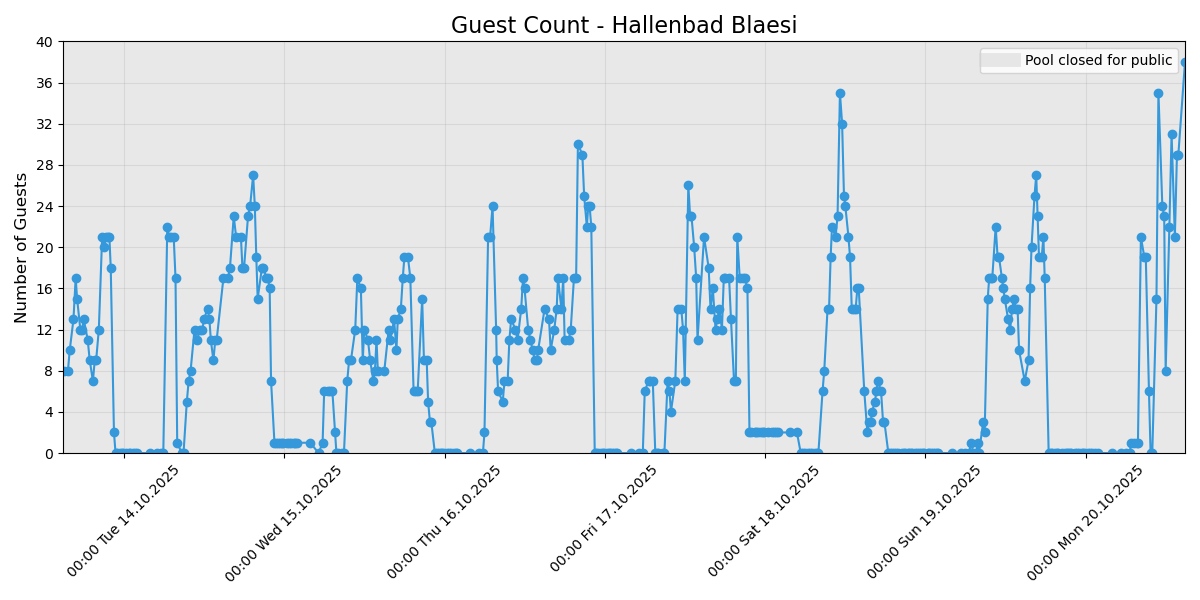 Guest Count - Hallenbad Blaesi
Pool closed for public
Number of Guests
40
36
32
28
24
20
16
12
8
4
0
00:00 Tue 14.10.2025
00:00 Wed 15.10.2025
00:00 Thu 16.10.2025
00:00 Fri 17.10.2025
00:00 Sat 18.10.2025
00:00 Sun 19.10.2025
00:00 Mon 20.10.2025